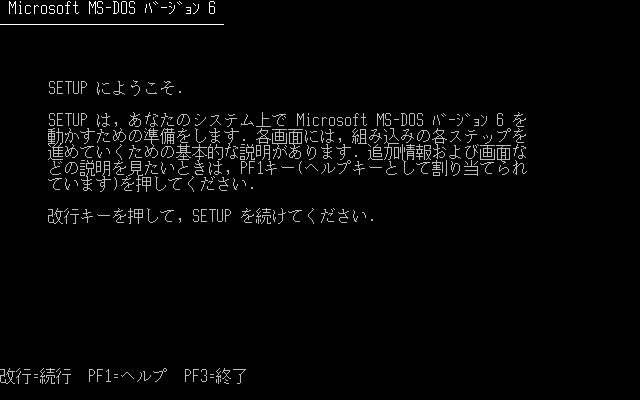 Microsoft MS-DOS ﾊﾞｰｼﾞｮﾝ 6
SETUP にようこそ.
SETUP は, あなたのシステム上で Microsoft MS-DOS ﾊﾞｰｼﾞｮﾝ 6 を
動かすための準備をします. 各画面には, 組み込みの各ステップを
進めていくための基本的な説明があります. 追加情報および画面な
どの説明を見たいときは, PF1キー(ヘルプキーとして割り当てられ
ています)を押してください.
改行キーを押して, SETUP を続けてください.
改行=続行 PF1=ヘルプ PF3=終了